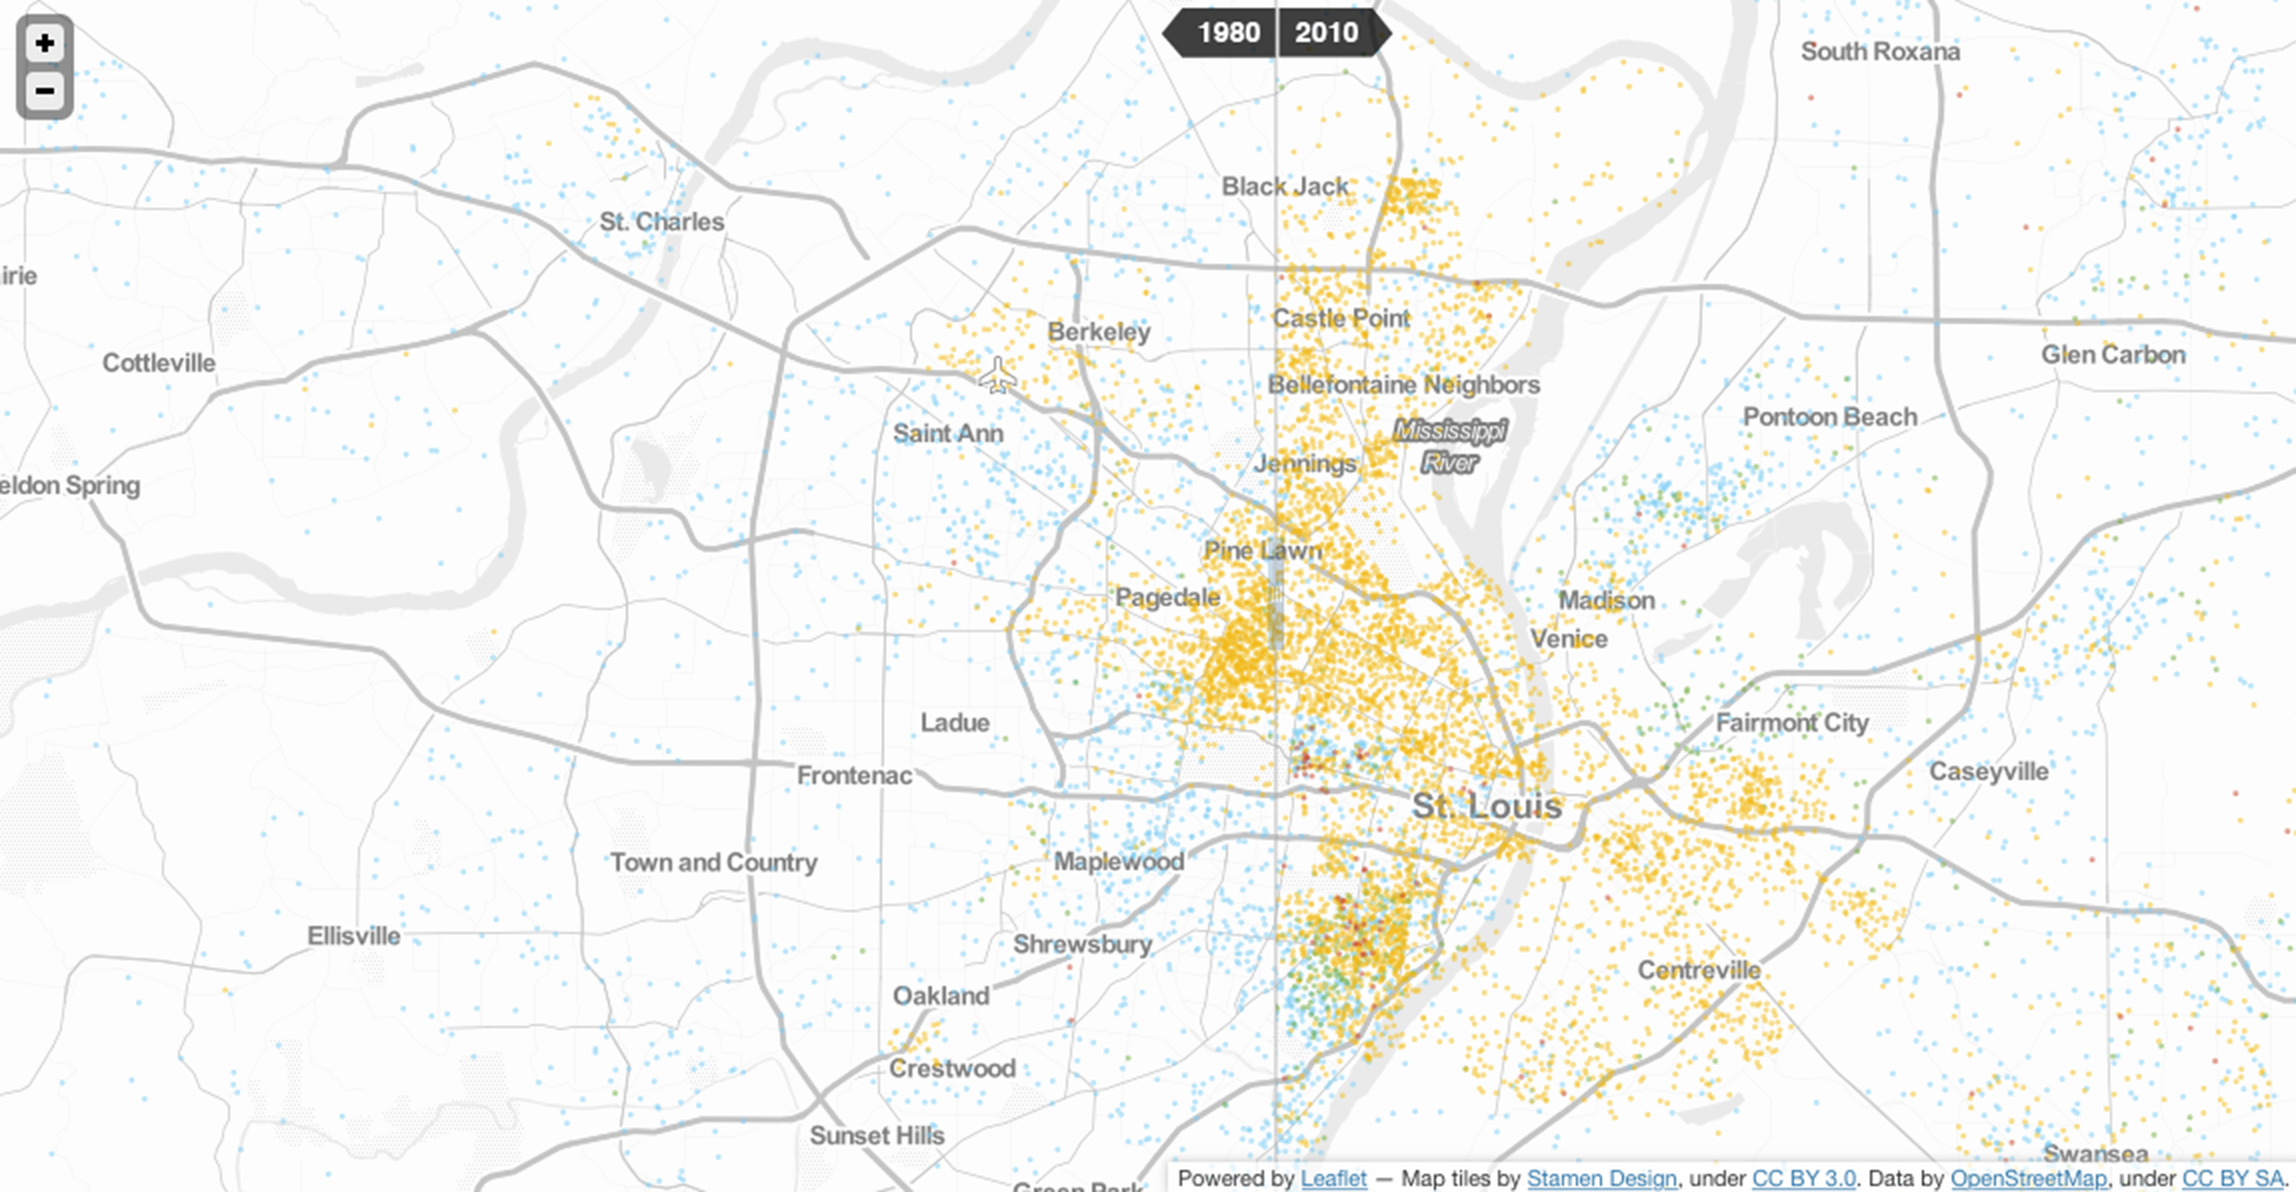 +
−
1980 2010
South Roxana
Black Jack
St. Charles
irie
Castle Point
Berkeley
Glen Carbon
Cottleville
Bellefontaine Neighbors
Pontoon Beach
Mississippi
River
Saint Ann
Jennings
eldon Spring
Pine Lawn
Pagedale
Madison
Venice
Ladue
Fairmont City
Frontenac
Caseyville
St. Louis
Town and Country
Maplewood
Ellisville
Shrewsbury
Centreville
Oakland
Crestwood
Sunset Hills
Swansea
Green Park
Powered by Leaflet — Map tiles by Stamen Design, under CC BY 3.0. Data by OpenStreetMap, under CC BY SA.